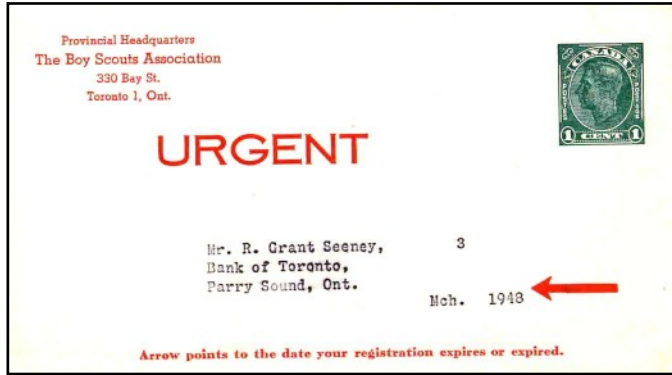 Provincial Headquarters
The Boy Scouts Association
330 Bay St.
Toronto 1, Ont.
CANADA
POSTES
POSTAGE
1 CENT 1
URGENT
Mr. R. Grant Seeney, 3
Bank of Toronto,
Parry Sound, Ont.
Mch. 1948
Arrow points to the date your registration expires or expired.